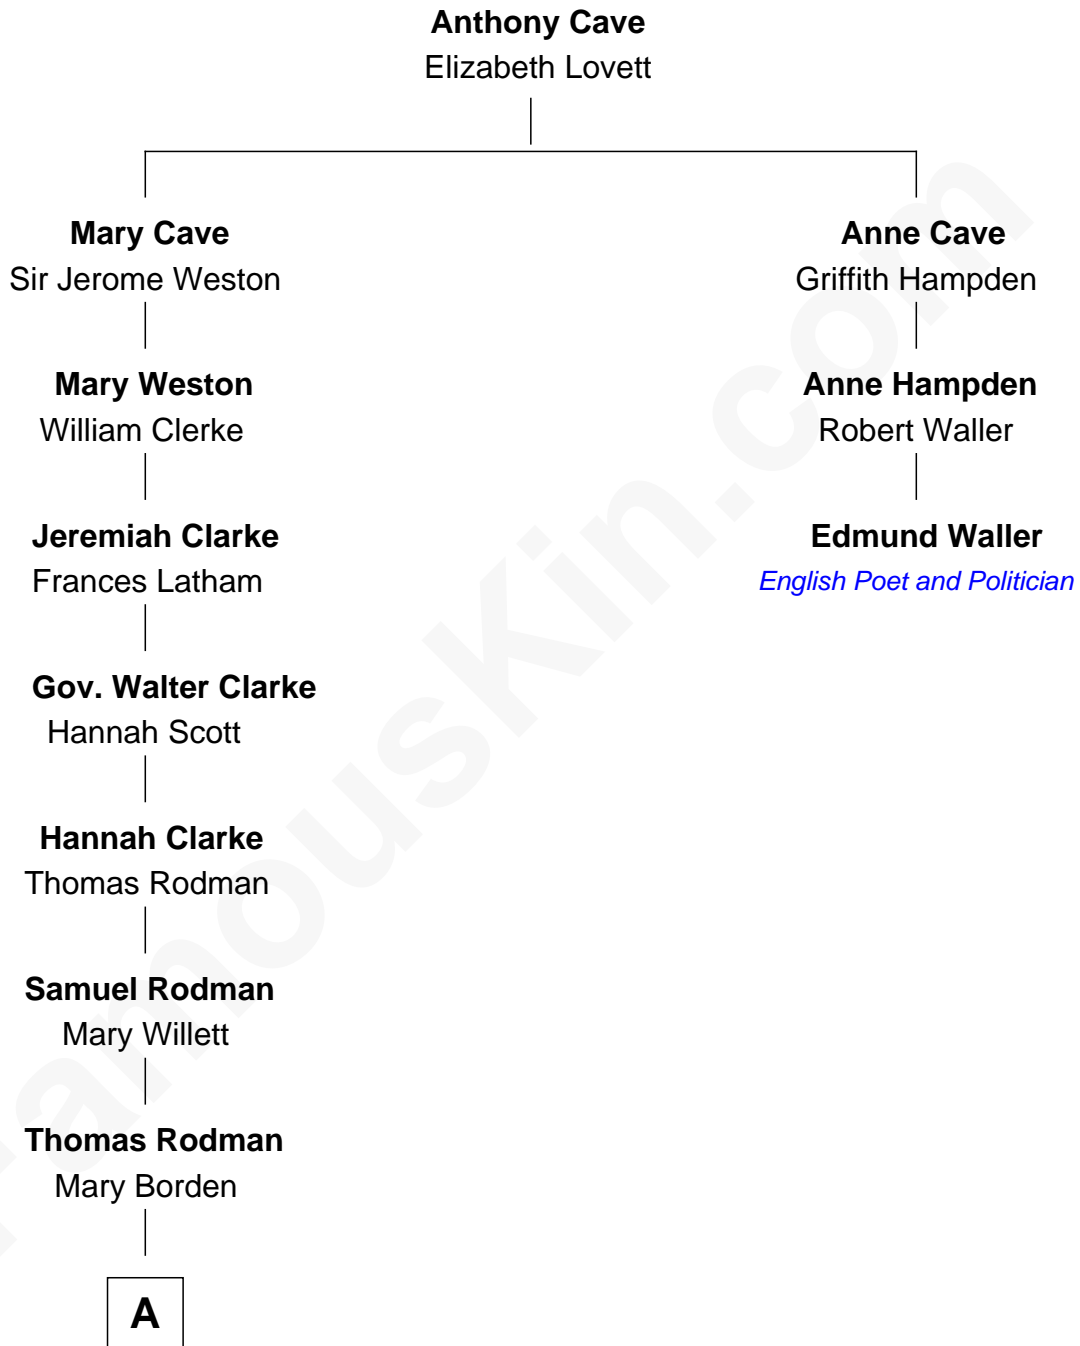 Anthony Cave
Elizabeth Lovett
Mary Cave
Sir Jerome Weston
Anne Cave
Griffith Hampden
Mary Weston
William Clerke
Anne Hampden
Robert Waller
Jeremiah Clarke
Frances Latham
Edmund Waller
English Poet and Politician
Gov. Walter Clarke
Hannah Scott
Hannah Clarke
Thomas Rodman
Samuel Rodman
Mary Willett
Thomas Rodman
Mary Borden
A
FamousKin.com